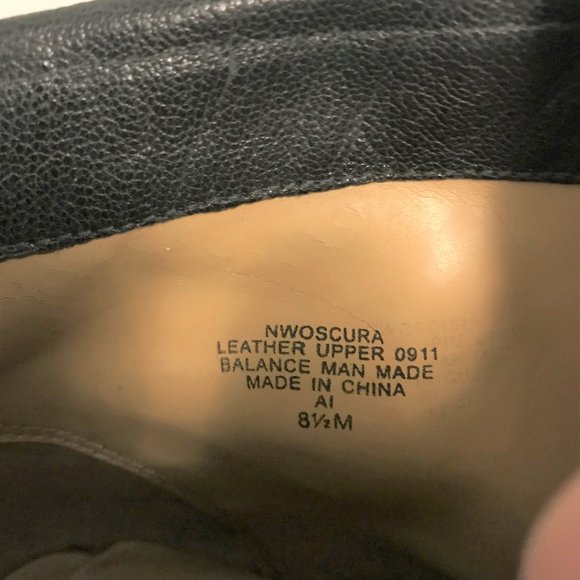 NWOSCURA
LEATHER UPPER 0911
BALANCE MAN MADE
MADE IN CHINA
AI
8½M